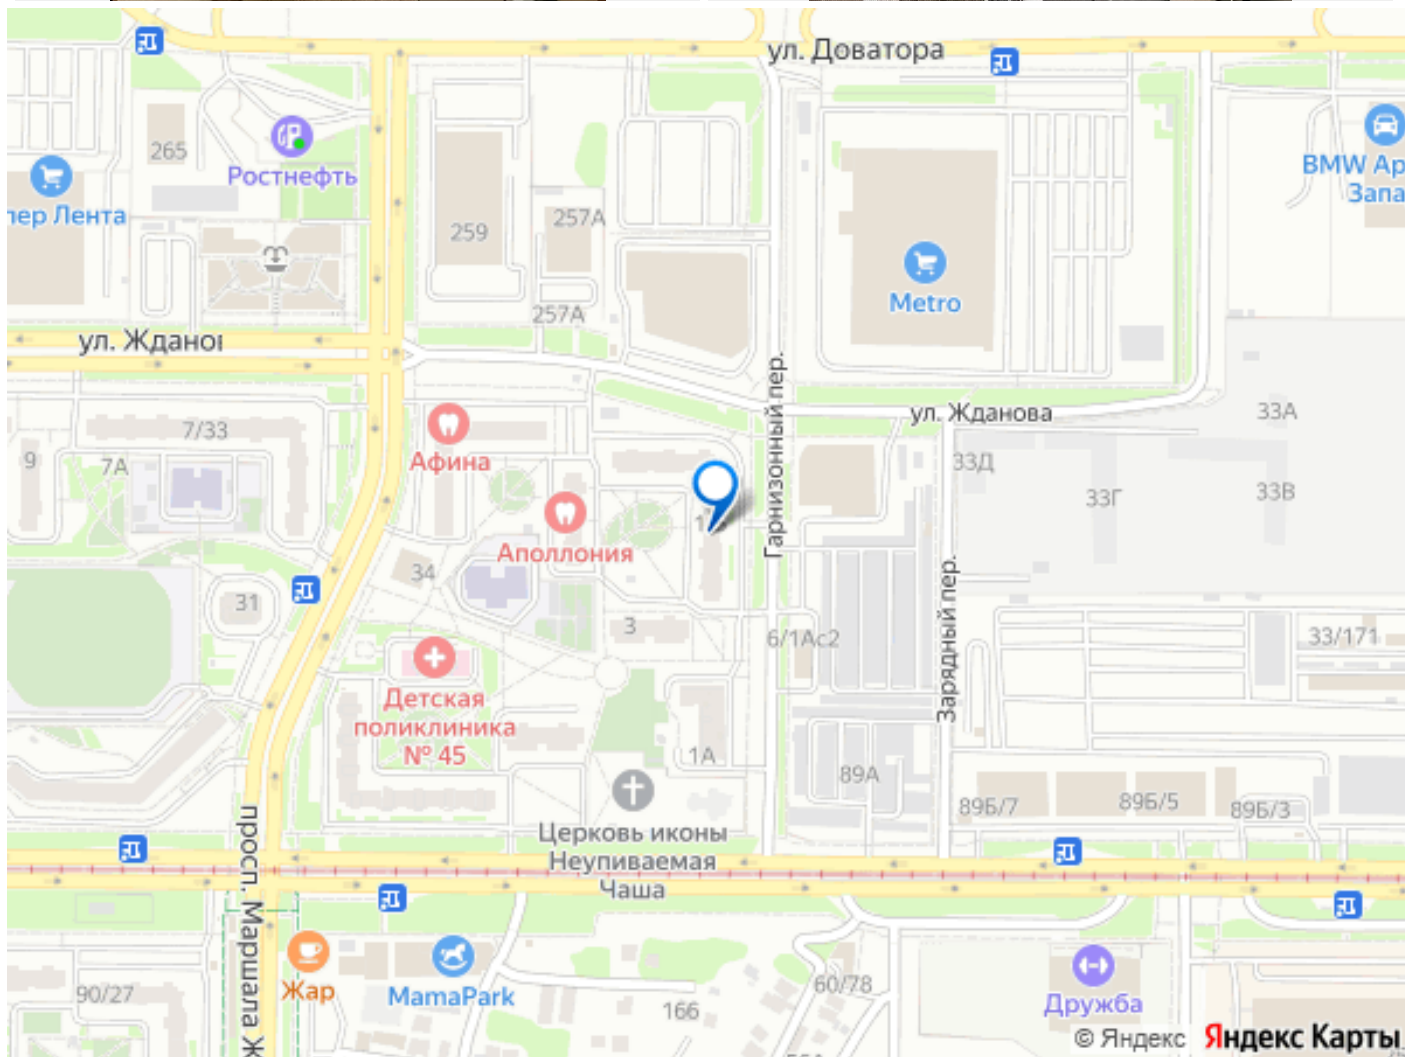 ул. Доватора
265
Ростнефть
BMW Ар
Запа
пер Лента
259
257А
Metro
257А
ул. Ждано
Гарнизонный пер.
ул. Жданова
33А
7/33
9
7А
Афина
33Д
33Г
33В
Аполлония
34
31
3
6/1Ас2
Зарядный пер.
33/171
Детская
поликлиника
№ 45
1А
89А
89Б/7
89Б/5
89Б/3
Церковь иконы
Неупиваемая
Чаша
просп. Маршала Ж
90/27
Жар
MamaPark
166
60/78
Дружба
© Яндекс Яндекс Карты